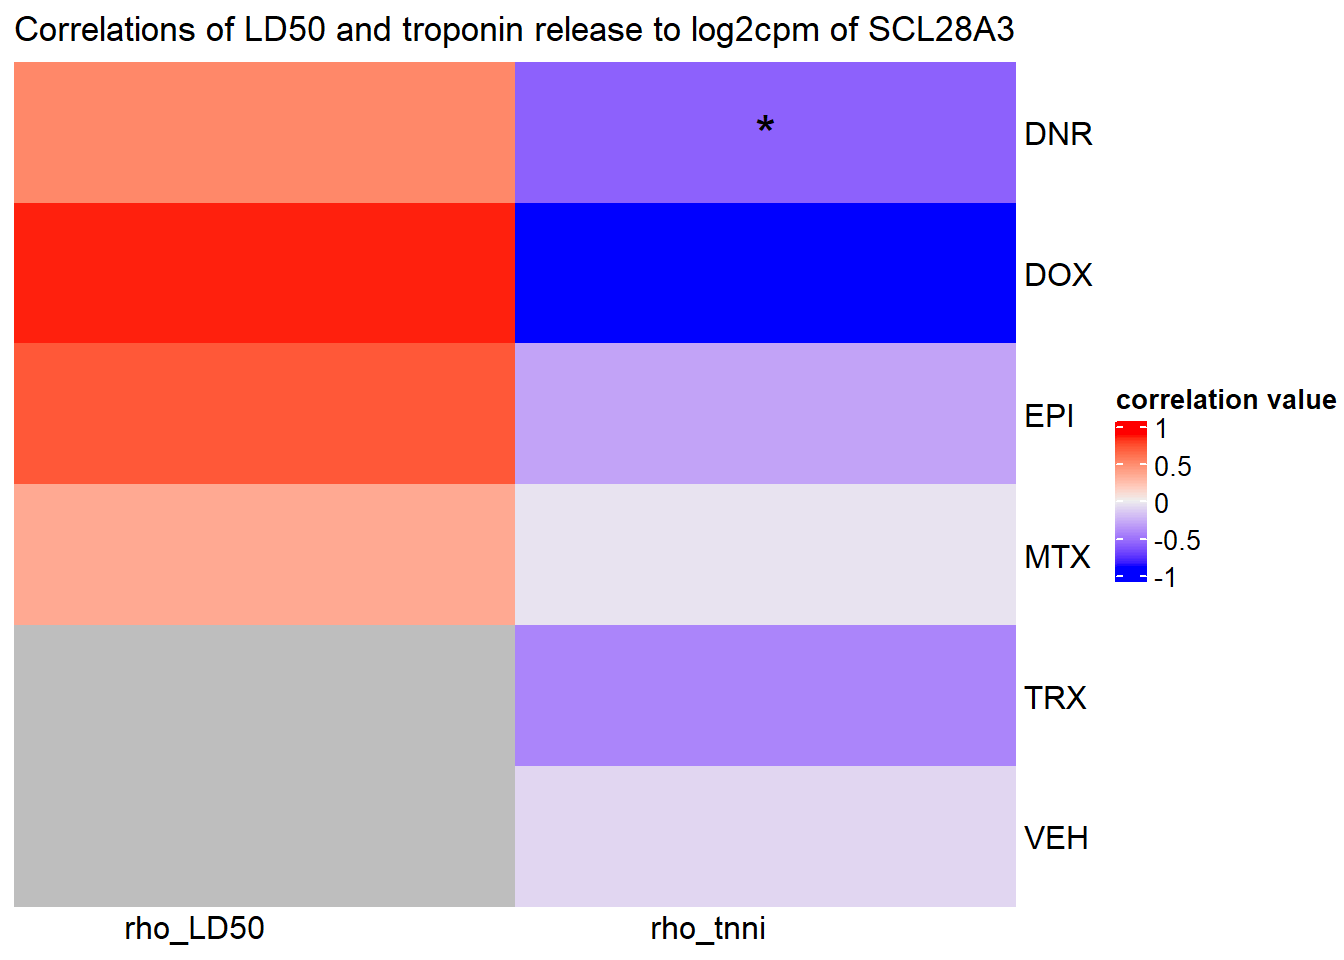 Correlations of LD50 and troponin release to log2cpm of SCL28A3
*
DNR
DOX
EPI
MTX
TRX
VEH
rho_LD50
rho_tnni
correlation value
1
0.5
0
-0.5
-1